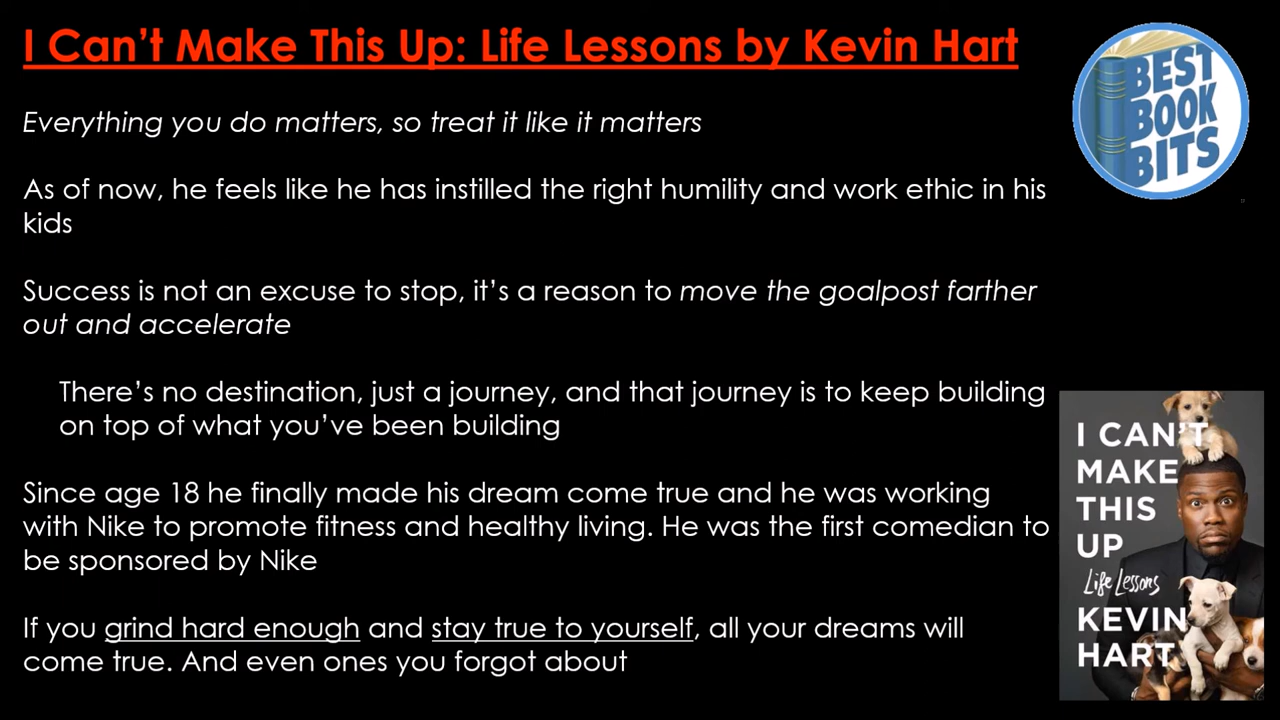 I Can’t Make This Up: Life Lessons by Kevin Hart
BEST
BOOK
BITS
Everything you do matters, so treat it like it matters
As of now, he feels like he has instilled the right humility and work ethic in his
kids
Success is not an excuse to stop, it’s a reason to move the goalpost farther
out and accelerate
There’s no destination, just a journey, and that journey is to keep building
on top of what you’ve been building
Since age 18 he finally made his dream come true and he was working
with Nike to promote fitness and healthy living. He was the first comedian to
be sponsored by Nike
If you grind hard enough and stay true to yourself, all your dreams will
come true. And even ones you forgot about
I CAN'T
MAKE
THIS
UP
Life Lessons
KEVIN
HART